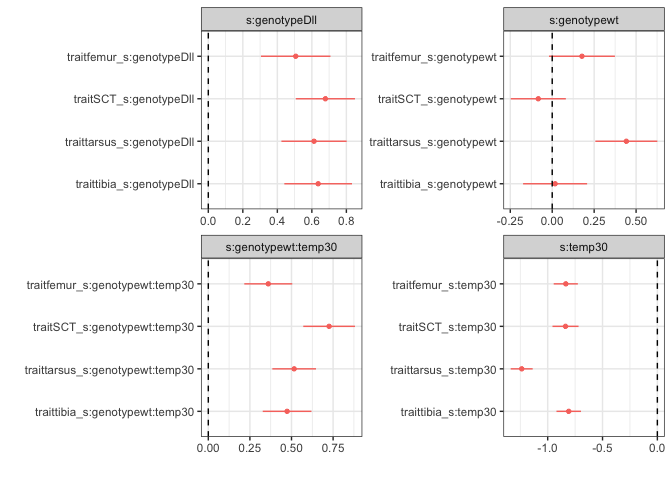 s:genotypeDll
traitfemur_s:genotypeDll
traitSCT_s:genotypeDll
traittarsus_s:genotypeDll
traittibia_s:genotypeDll
0.0 0.2 0.4 0.6 0.8
s:genotypewt
traitfemur_s:genotypewt
traitSCT_s:genotypewt
traittarsus_s:genotypewt
traittibia_s:genotypewt
-0.25 0.00 0.25 0.50
s:genotypewt:temp30
traitfemur_s:genotypewt:temp30
traitSCT_s:genotypewt:temp30
traittarsus_s:genotypewt:temp30
traittibia_s:genotypewt:temp30
0.00 0.25 0.50 0.75
s:temp30
traitfemur_s:temp30
traitSCT_s:temp30
traittarsus_s:temp30
traittibia_s:temp30
-1.0 -0.5 0.0